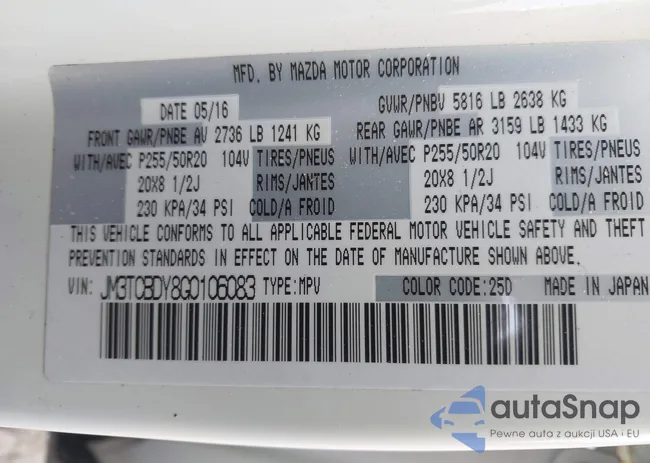 MFD. BY MAZDA MOTOR CORPORATION
DATE 05/16 GVWR/PNBV 5816 LB 2638 KG
FRONT GAWR/PNBE AV 2736 LB 1241 KG REAR GAWR/PNBE AR 3159 LB 1433 KG
WITH/AVEC P255/50R20 104V TIRES/PNEUS WITH/AVEC P255/50R20 104V TIRES/PNEUS
20X8 1/2J RIMS/JANTES 20X8 1/2J RIMS/JANTES
230 KPA/34 PSI COLD/A FROID 230 KPA/34 PSI COLD/A FROID
THIS VEHICLE CONFORMS TO ALL APPLICABLE FEDERAL MOTOR VEHICLE SAFETY AND THEFT
PREVENTION STANDARDS IN EFFECT ON THE DATE OF MANUFACTURE SHOWN ABOVE.
VIN: JM3TCBDY8G0106083 TYPE:MPV COLOR CODE:25D MADE IN JAPAN
autoSnap
Pewne auta z aukcji USA i EU